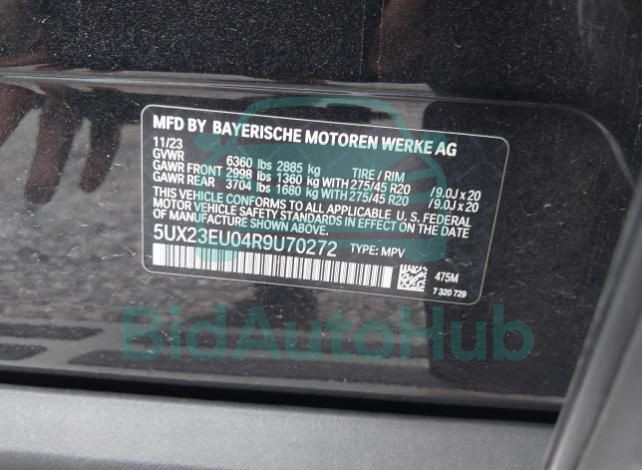 MFD BY BAYERISCHE MOTOREN WERKE AG
11/23
GVWR 6360 lbs 2885 kg TIRE / RIM
GAWR FRONT 2998 lbs 1360 kg WITH 275/45 R20 /9.0J x 20
GAWR REAR 3704 lbs 1680 kg WITH 275/45 R20 /9.0J x 20
THIS VEHICLE CONFORMS TO ALL APPLICABLE U. S. FEDERAL
MOTOR VEHICLE SAFETY STANDARDS IN EFFECT ON THE DATE
OF MANUFACTURE SHOWN ABOVE.
5UX23EU04R9U70272 TYPE: MPV
475M
7 320 729
BidAutoHub